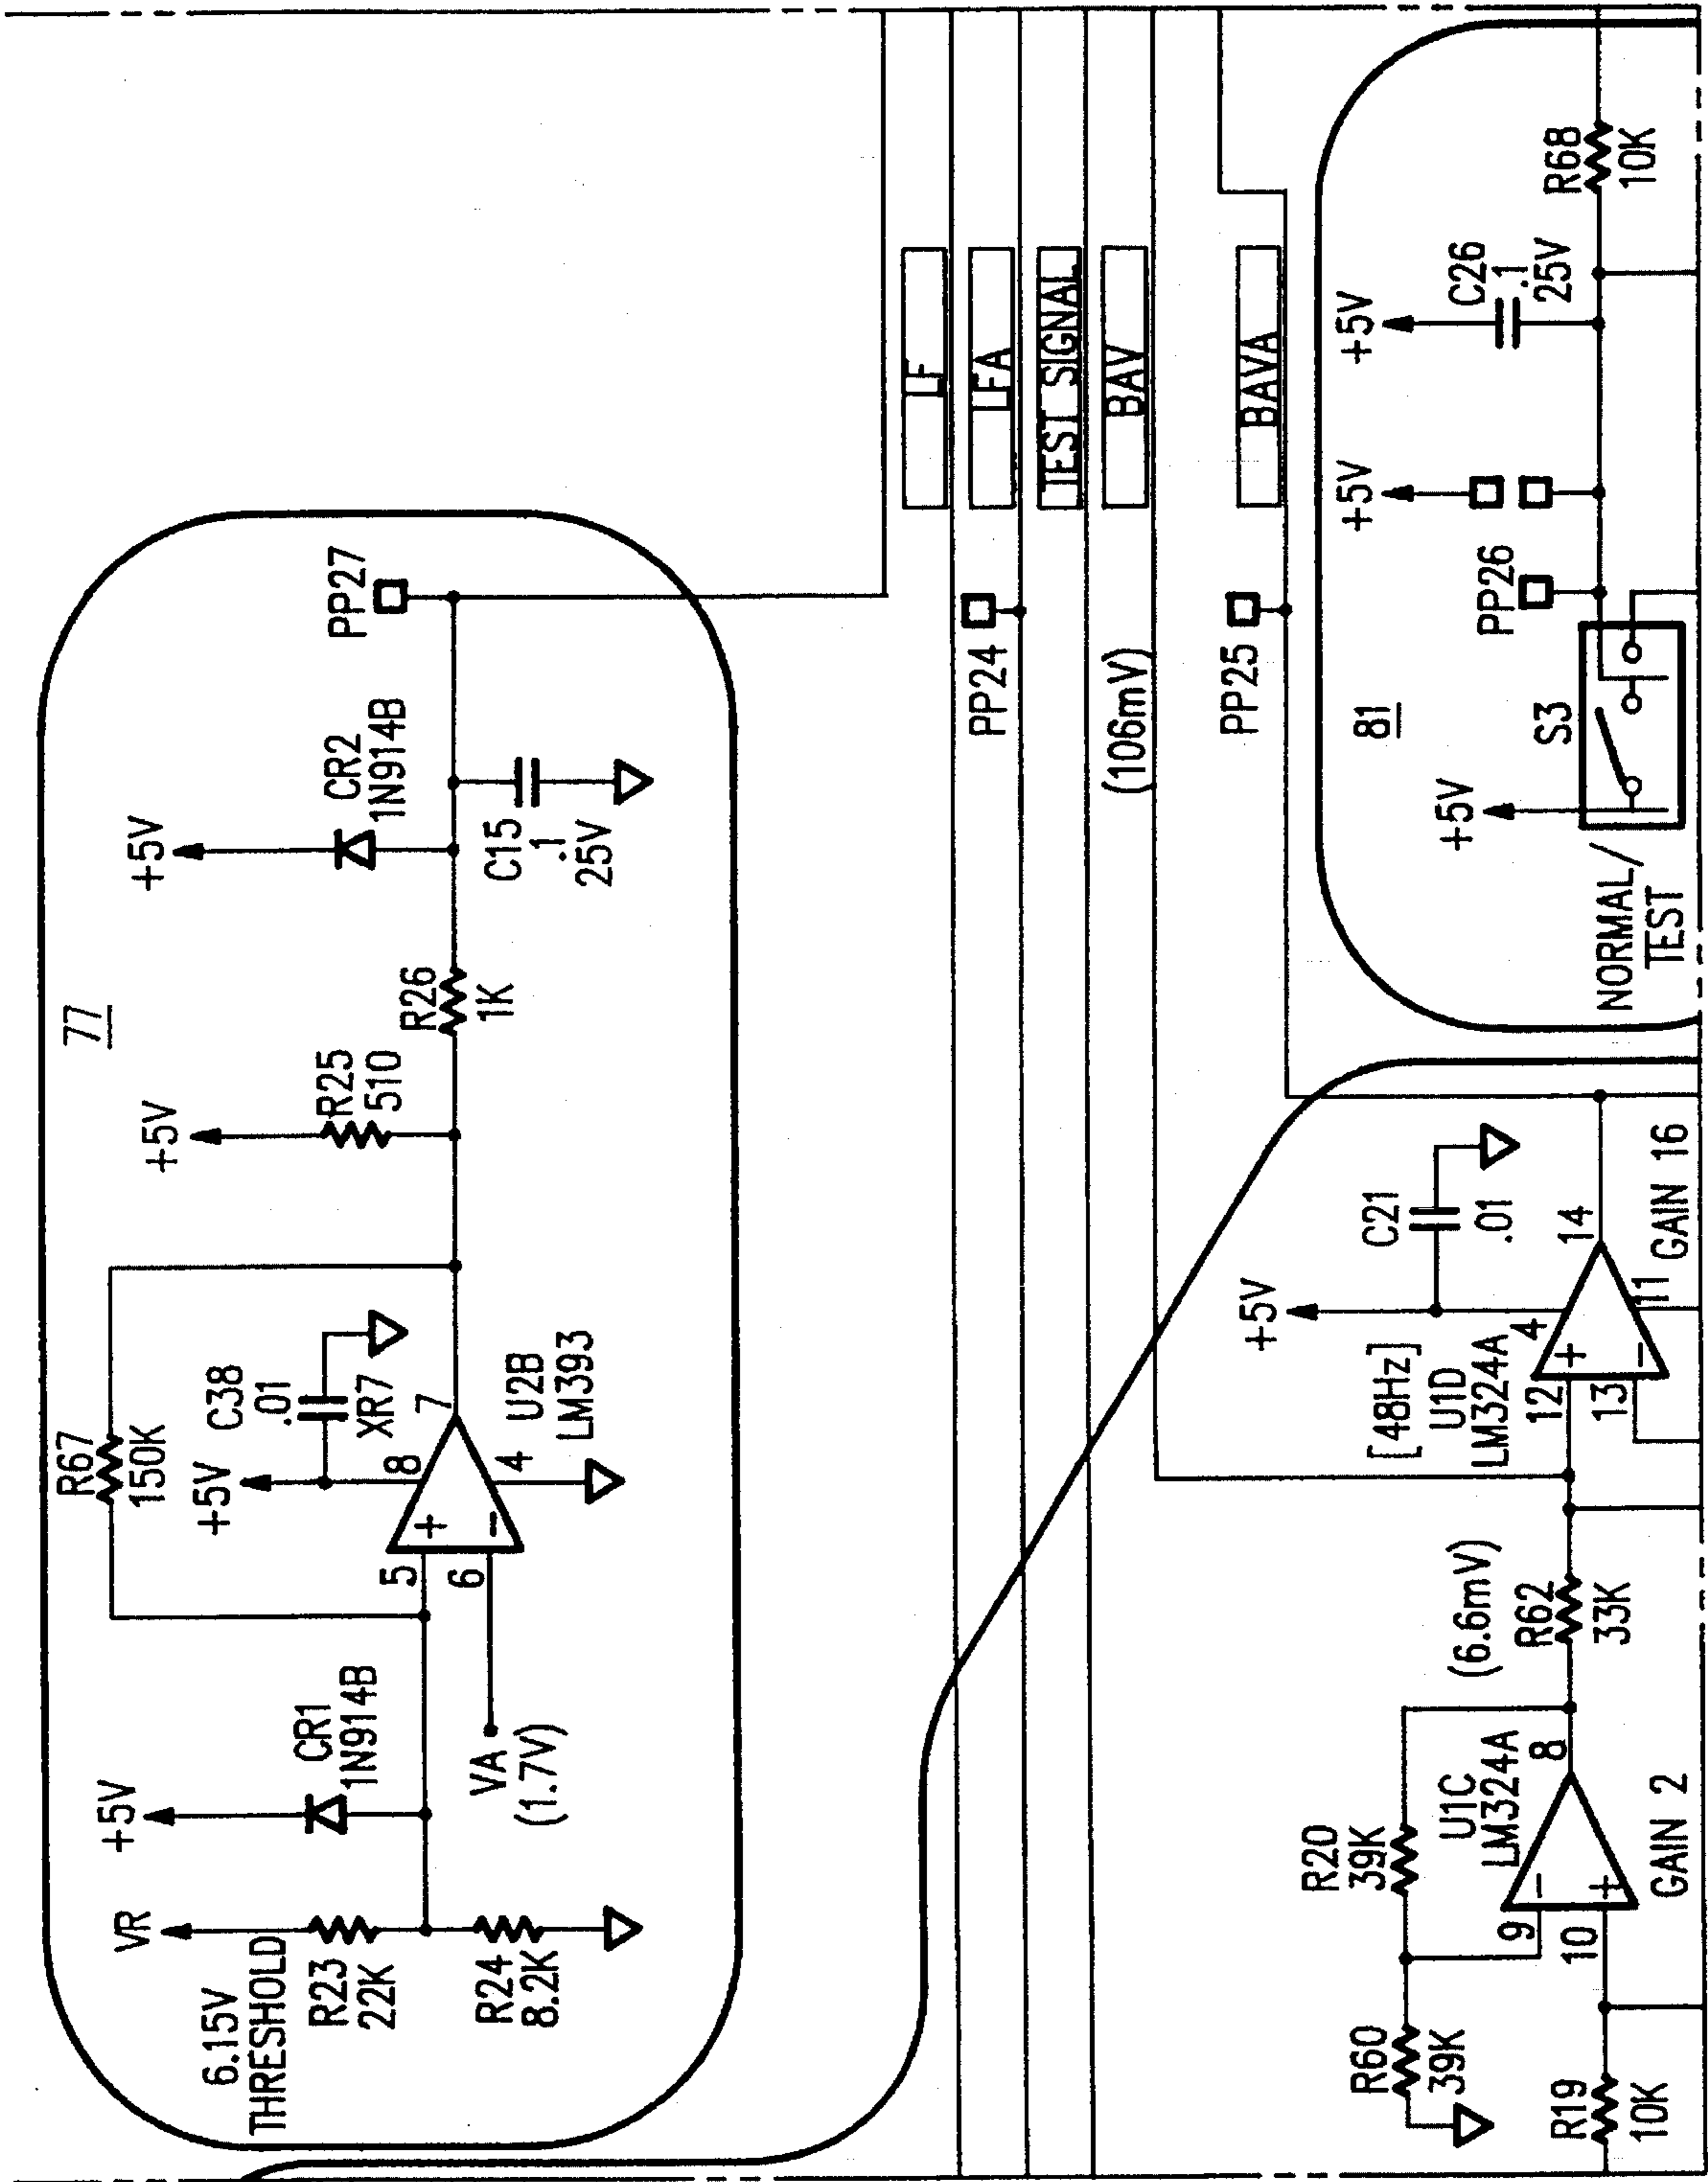 77
VR
6.15V
THRESHOLD
R23
22K
R24
8.2K
+5V
CR1
1N914B
VA
(1.7V)
R67
150K
+5V
C38
.01
XR7
5
6
8
7
4
U2B
LM393
+5V
R25
510
R26
1K
+5V
CR2
1N914B
C15
.1
25V
PP27
LF
PP24
LFA
TEST SIGNAL
(106mV)
BAV
PP25
BAVA
R60
39K
R19
10K
R20
39K
9
10
8
U1C
LM324A
GAIN 2
(6.6mV)
R62
33K
[48Hz]
U1D
LM324A
12
13
4
11
14
GAIN 16
+5V
C21
.01
81
NORMAL/
TEST
+5V
S3
PP26
+5V
+5V
C26
.1
25V
R68
10K